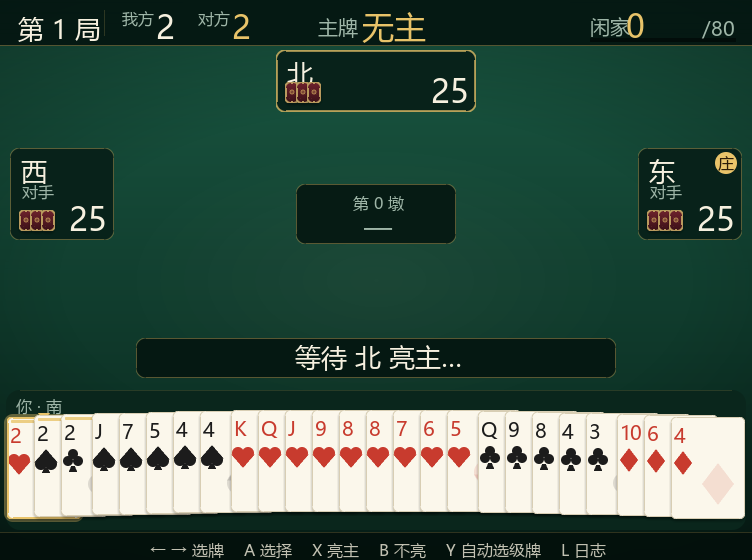 第 1 局 我方 2 对方 2 主牌 无主 闲家 0 /80
北
25
西
对手
25
东
庄
对手
25
第 0 墩
—
等待 北 亮主...
你 · 南
2 2 2 J 7 5 4 4 K Q J 9 8 8 7 6 5 Q 9 8 4 3 10 6 4
← → 选牌 A 选择 X 亮主 B 不亮 Y 自动选级牌 L 日志